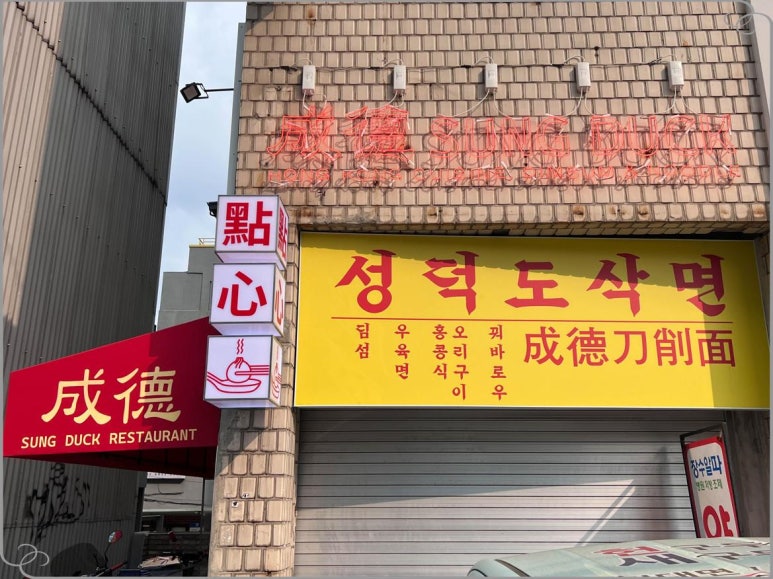 成德 SUNG DUCK
點
心
성덕도삭면
딤섬
우육면
홍콩식
오리구이
꿔바로우
成德刀削面
成德
SUNG DUCK RESTAURANT
약